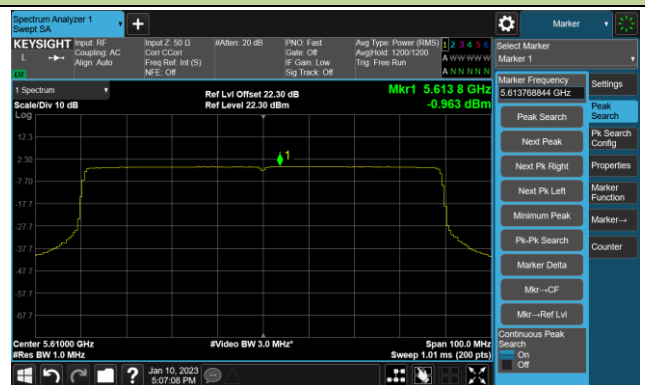 Spectrum Analyzer 1
Swept SA
Marker
KEYSIGHT
L
Input: RF
Coupling: AC
Align: Auto
Input Z: 50 Ω
Corr CCorr
Freq Ref: Int (S)
NFE: Off
#Atten: 20 dB
PNO: Fast
Gate: Off
IF Gain: Low
Sig Track: Off
Avg Type: Power (RMS)
Avg|Hold: 1200/1200
Trig: Free Run
1 2 3 4 5 6
A W W W W W
A N N N N N
Select Marker
Marker 1
1 Spectrum
Scale/Div 10 dB
Log
Ref Lvl Offset 22.30 dB
Ref Level 22.30 dBm
Mkr1 5.613 8 GHz
-0.963 dBm
1
12.3
2.30
-7.70
-17.7
-27.7
-37.7
-47.7
-57.7
-67.7
Center 5.61000 GHz
#Res BW 1.0 MHz
#Video BW 3.0 MHz*
Span 100.0 MHz
Sweep 1.01 ms (200 pts)
Marker Frequency
5.613768844 GHz
Peak Search
Next Peak
Next Pk Right
Next Pk Left
Minimum Peak
Pk-Pk Search
Marker Delta
Mkr→CF
Mkr→Ref Lvl
Continuous Peak
Search
On
Off
Settings
Peak
Search
Pk Search
Config
Properties
Marker
Function
Marker→
Counter
?
Jan 10, 2023
5:07:08 PM